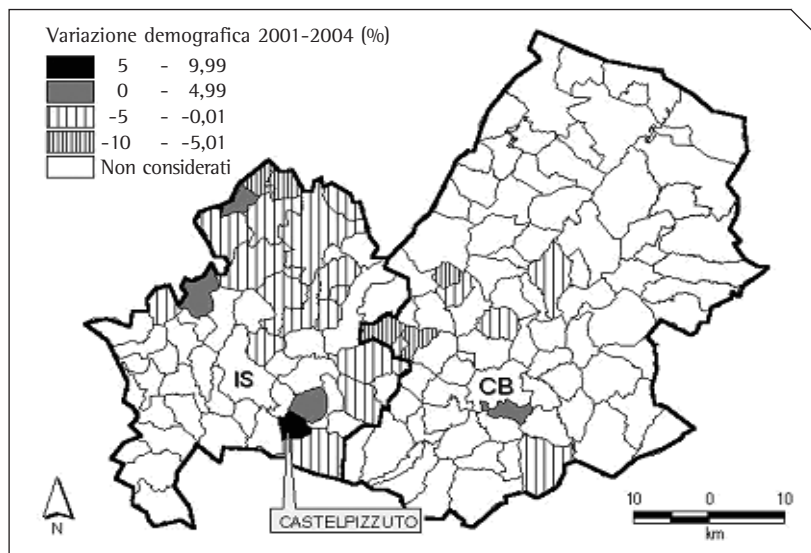 Variazione demografica 2001-2004 (%)
5 - 9,99
0 - 4,99
-5 - -0,01
-10 - -5,01
Non considerati
IS
CB
CASTELPIZZUTO
N
10 0 10
km